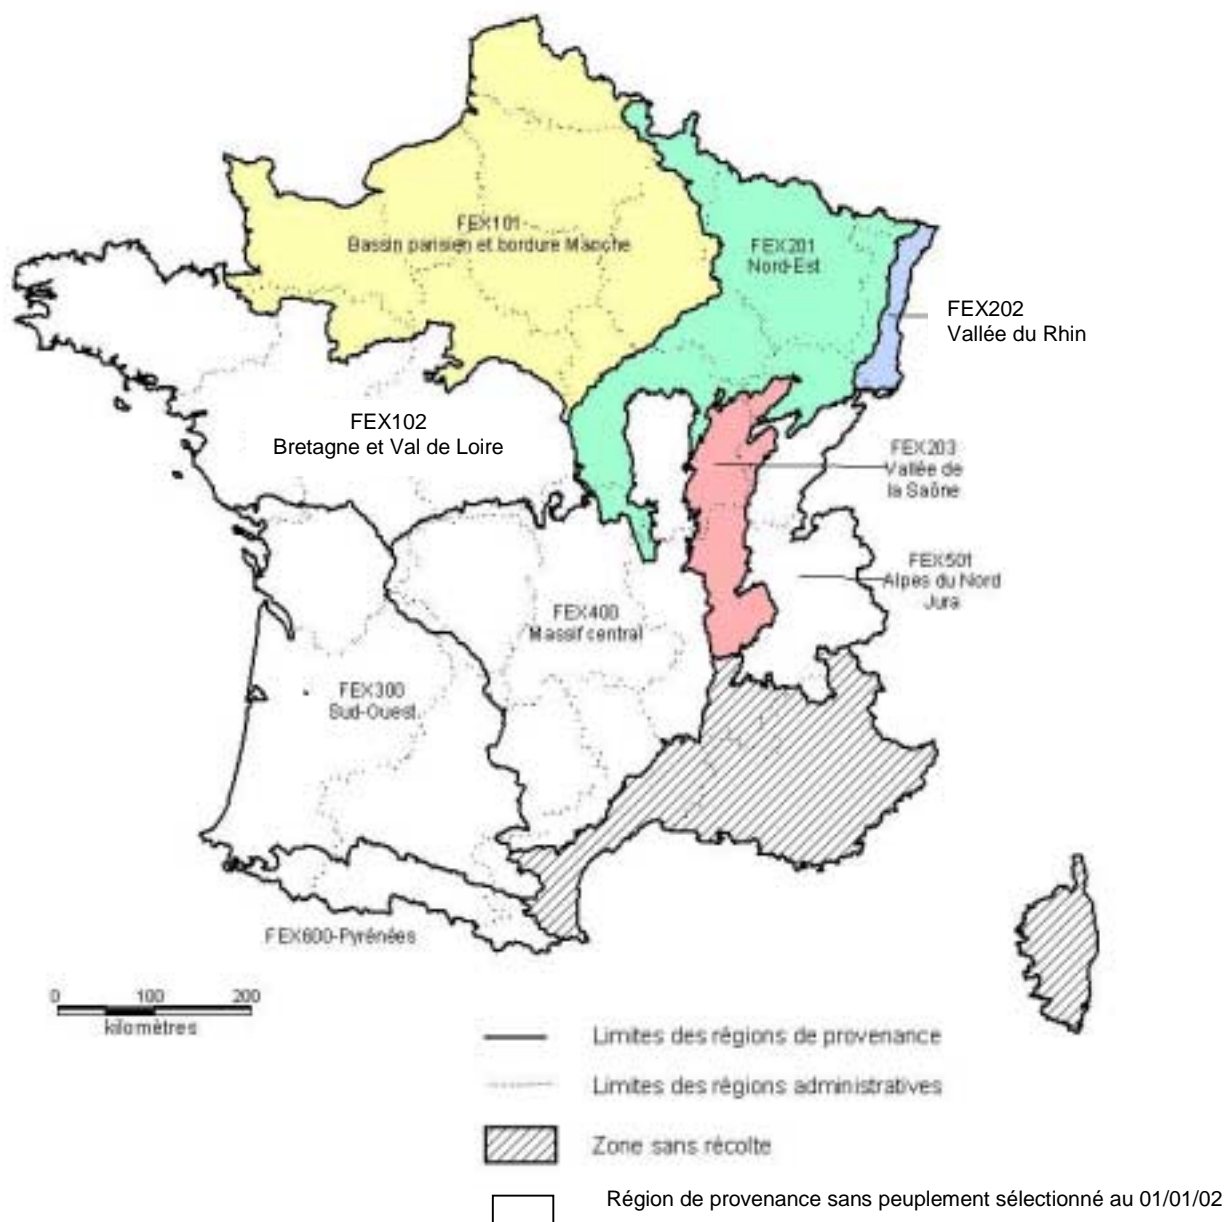 FEX101
Bassin parisien et bordure Manche
FEX201
Nord-Est
FEX202
Vallée du Rhin
FEX102
Bretagne et Val de Loire
FEX203
Vallée de
la Saône
FEX501
Alpes du Nord
Jura
FEX400
Massif central
FEX300
Sud-Ouest
FEX600-Pyrénées
0 100 200
kilomètres
Limites des régions de provenance
Limites des régions administratives
Zone sans récolte
Région de provenance sans peuplement sélectionné au 01/01/02